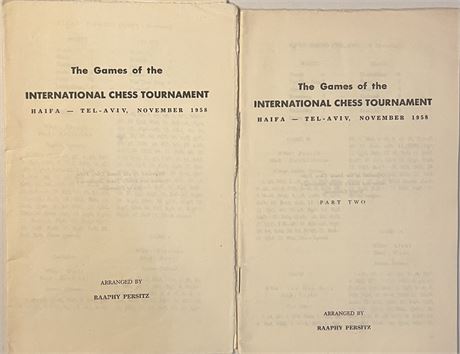 The Games of the
INTERNATIONAL CHESS TOURNAMENT
HAIFA — TEL-AVIV, NOVEMBER 1958
ARRANGED BY
RAAPHY PERSITZ
The Games of the
INTERNATIONAL CHESS TOURNAMENT
HAIFA — TEL-AVIV, NOVEMBER 1958
PART TWO
ARRANGED BY
RAAPHY PERSITZ